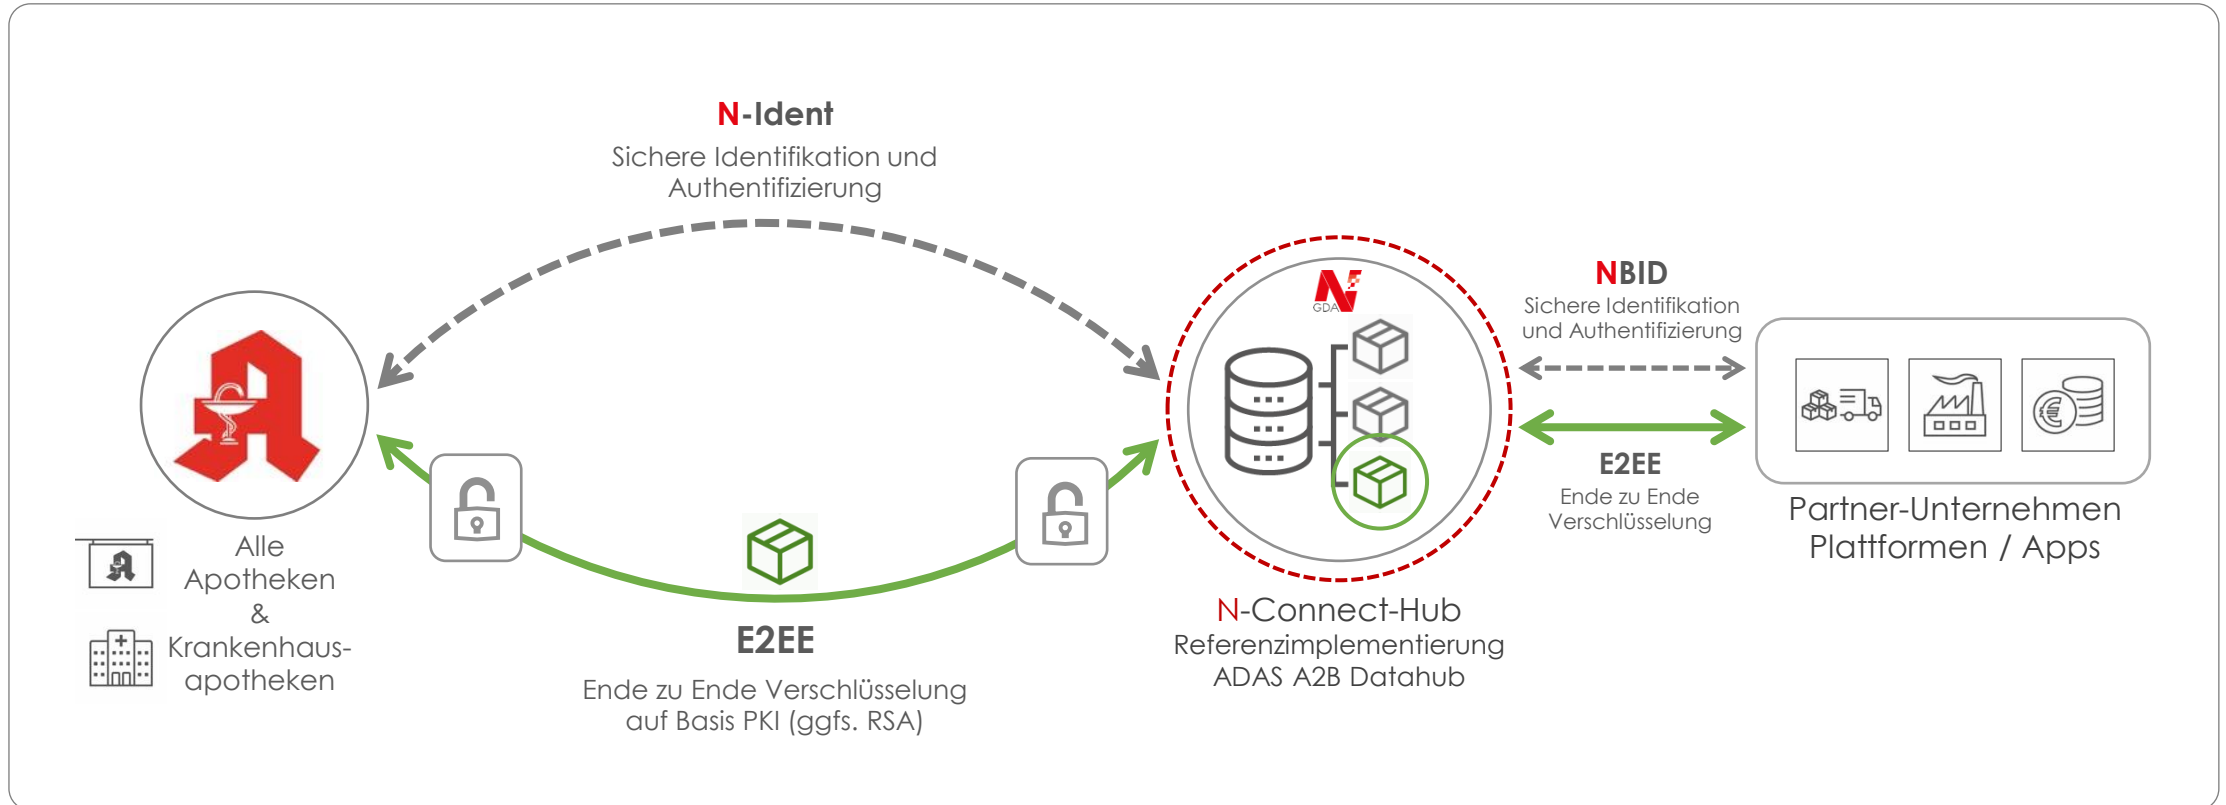 N-Ident
Sichere Identifikation und
Authentifizierung
Alle
Apotheken
&
Krankenhaus-
apotheken
E2EE
Ende zu Ende Verschlüsselung
auf Basis PKI (ggfs. RSA)
N
GDA
N-Connect-Hub
Referenzimplementierung
ADAS A2B Datahub
NBID
Sichere Identifikation
und Authentifizierung
E2EE
Ende zu Ende
Verschlüsselung
€
Partner-Unternehmen
Plattformen / Apps